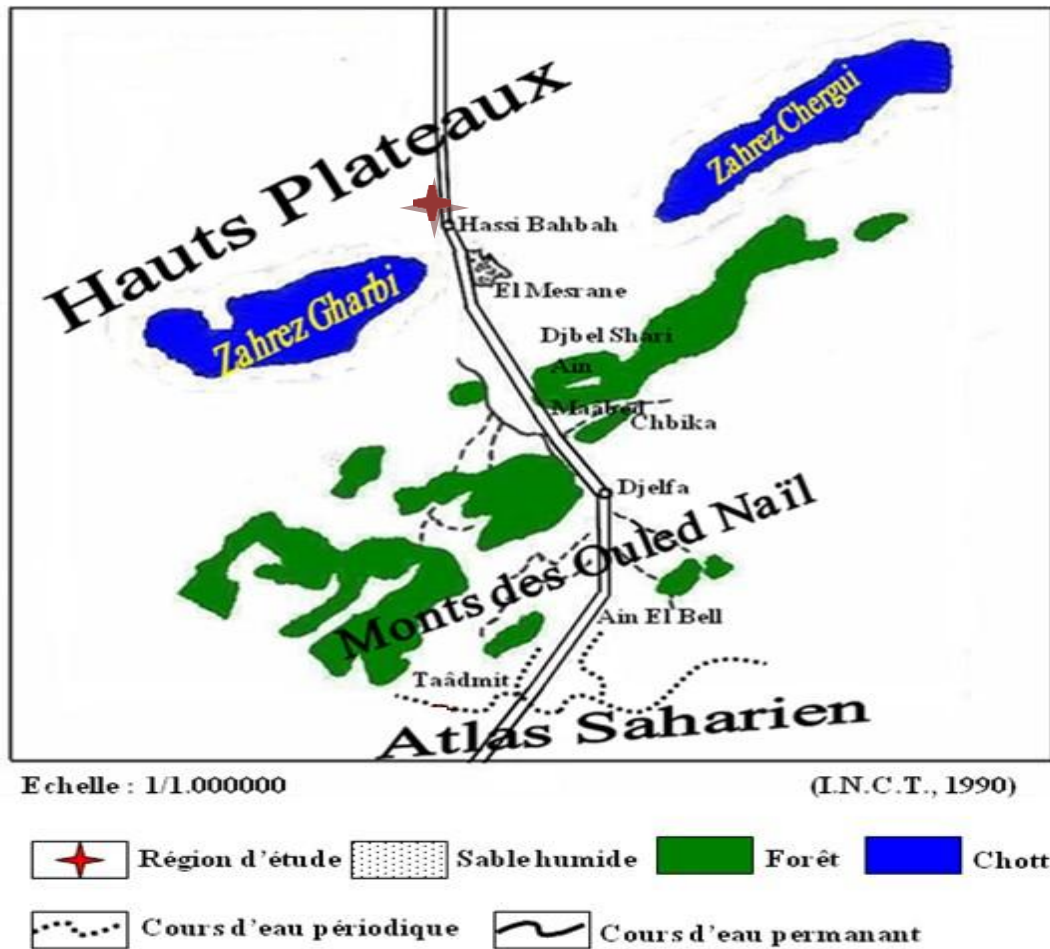 Hauts Plateaux
Zahrez Chergui
Hassi Bahbah
Zahrez Gharbi
El Mesrane
Djbel Shari
Ain
Maabed
Chbika
Djelfa
Monts des Ouled Naïl
Ain El Bell
Taâdmit
Atlas Saharien
Echelle : 1/1.000000
(I.N.C.T., 1990)
Région d'étude
Sable humide
Forêt
Chott
Cours d'eau périodique
Cours d'eau permanant